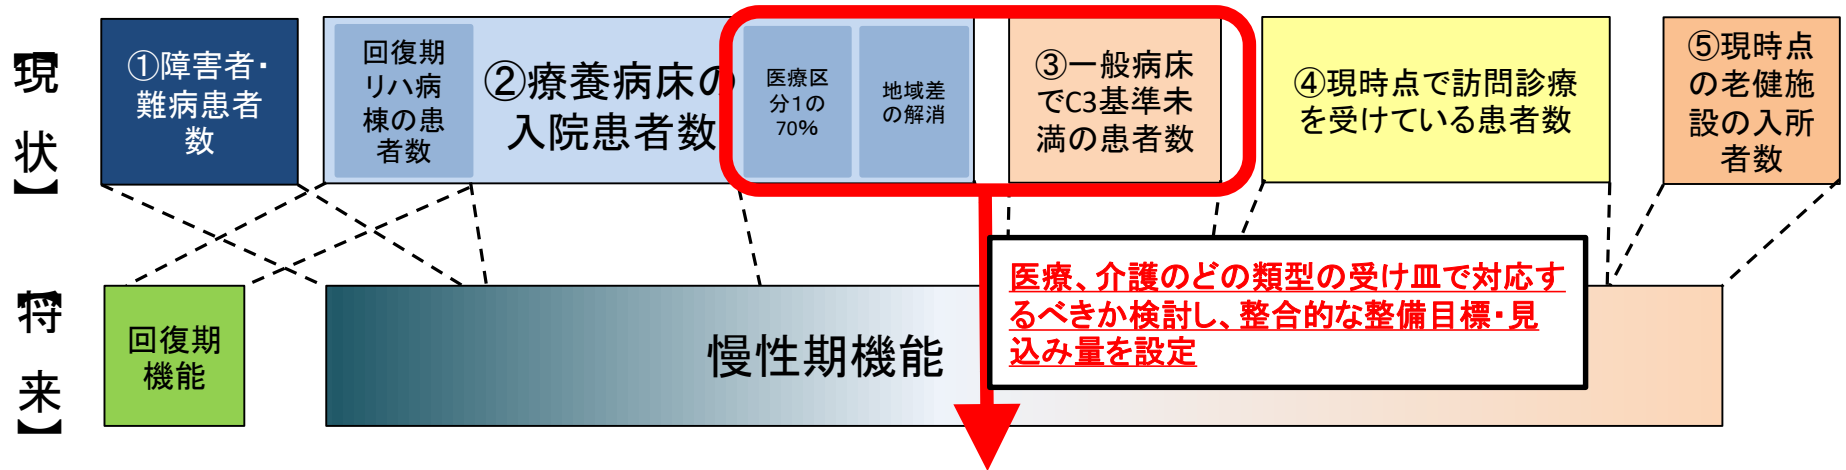 【現状】
①障害者・
難病患者
数
回復期
リハ病
棟の患
者数
②療養病床の
入院患者数
医療区
分1の
70%
地域差
の解消
③一般病床
でC3基準未
満の患者数
④現時点で訪問診療
を受けている患者数
⑤現時点
の老健施
設の入所
者数
医療、介護のどの類型の受け皿で対応す
るべきか検討し、整合的な整備目標・見
込み量を設定
【将来】
回復期
機能
慢性期機能